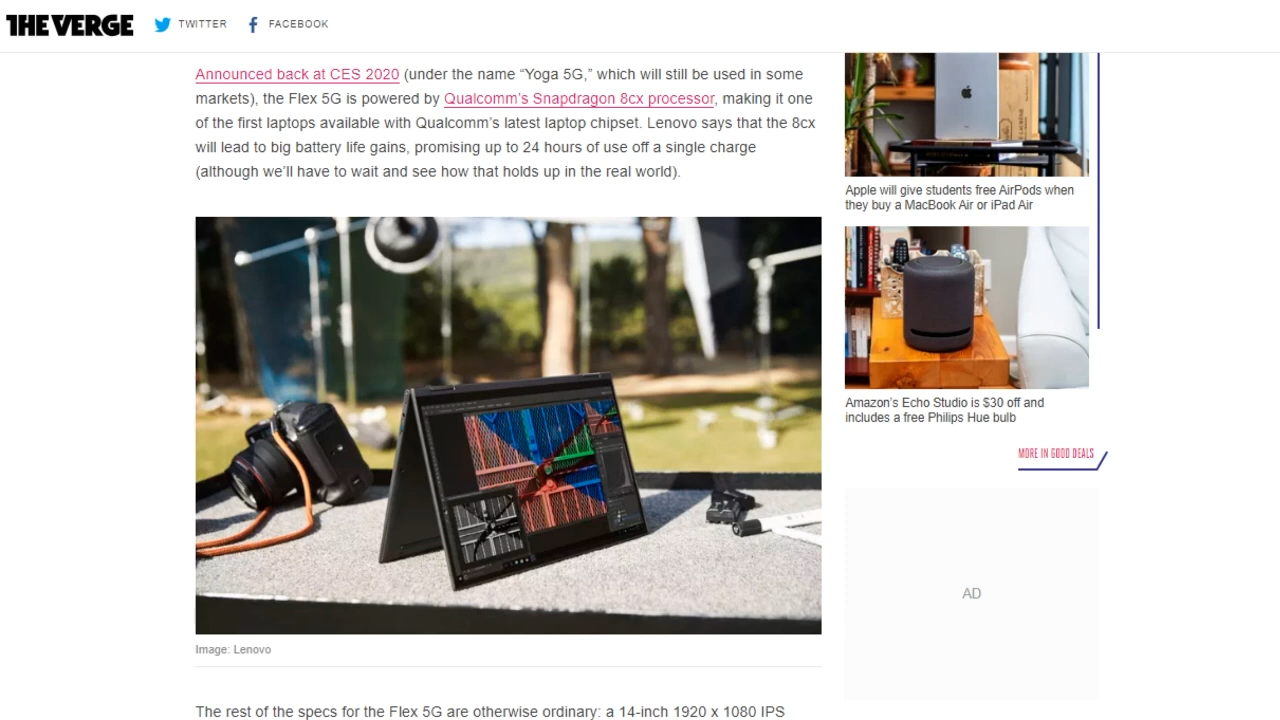 THE VERGE
TWITTER
FACEBOOK
Announced back at CES 2020 (under the name “Yoga 5G,” which will still be used in some
markets), the Flex 5G is powered by Qualcomm’s Snapdragon 8cx processor, making it one
of the first laptops available with Qualcomm’s latest laptop chipset. Lenovo says that the 8cx
will lead to big battery life gains, promising up to 24 hours of use off a single charge
(although we’ll have to wait and see how that holds up in the real world).
Image: Lenovo
The rest of the specs for the Flex 5G are otherwise ordinary: a 14-inch 1920 x 1080 IPS
Apple will give students free AirPods when
they buy a MacBook Air or iPad Air
Amazon’s Echo Studio is $30 off and
includes a free Philips Hue bulb
MORE IN GOOD DEALS
AD